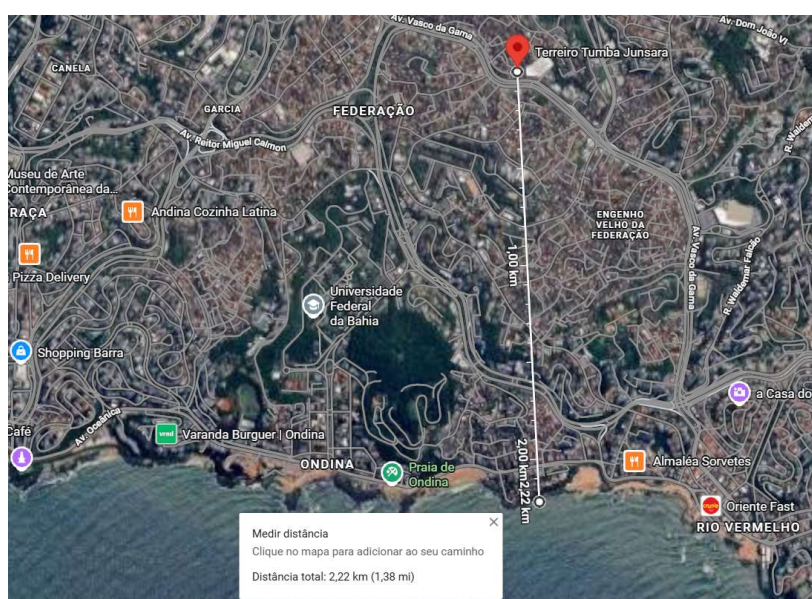 Av. Vasco da Gama
Av. Dom João VI
Terreiro Tumba Junsara
CANELA
GARCIA
FEDERAÇÃO
Av. Reitor Miguel Calmon
R. Waldemar
Museu de Arte
Contemporânea da...
RAÇA
Andina Cozinha Latina
ENGENHO
VELHO DA
FEDERAÇÃO
Av. Vasco da Gama
R. Waldemar Falcão
1,00 km
Pizza Delivery
Universidade
Federal
da Bahia
Shopping Barra
a Casa do
Café
Av. Oceânica
vred
Varanda Burguer | Ondina
ONDINA
Praia de
Ondina
2,00 km
2,22 km
Almaléa Sorvetes
Oriente Fast
RIO VERMELHO
Medir distância
Clique no mapa para adicionar ao seu caminho
Distância total: 2,22 km (1,38 mi)